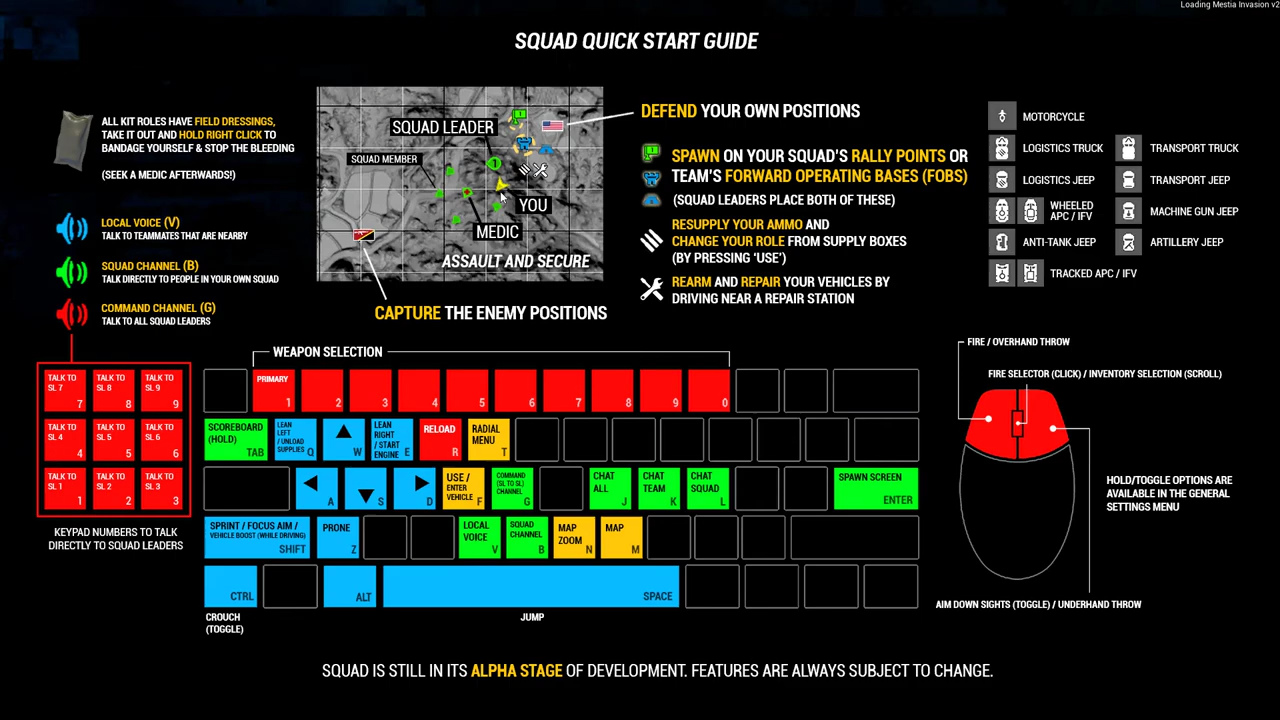 Loading Mestia Invasion v2
SQUAD QUICK START GUIDE
ALL KIT ROLES HAVE FIELD DRESSINGS,
TAKE IT OUT AND HOLD RIGHT CLICK TO
BANDAGE YOURSELF & STOP THE BLEEDING
(SEEK A MEDIC AFTERWARDS!)
LOCAL VOICE (V)
TALK TO TEAMMATES THAT ARE NEARBY
SQUAD CHANNEL (B)
TALK DIRECTLY TO PEOPLE IN YOUR OWN SQUAD
COMMAND CHANNEL (G)
TALK TO ALL SQUAD LEADERS
SQUAD LEADER
SQUAD MEMBER
1
YOU
MEDIC
ASSAULT AND SECURE
CAPTURE THE ENEMY POSITIONS
DEFEND YOUR OWN POSITIONS
SPAWN ON YOUR SQUAD'S RALLY POINTS OR
TEAM'S FORWARD OPERATING BASES (FOBS)
(SQUAD LEADERS PLACE BOTH OF THESE)
RESUPPLY YOUR AMMO AND
CHANGE YOUR ROLE FROM SUPPLY BOXES
(BY PRESSING 'USE')
REARM AND REPAIR YOUR VEHICLES BY
DRIVING NEAR A REPAIR STATION
MOTORCYCLE
LOGISTICS TRUCK
TRANSPORT TRUCK
LOGISTICS JEEP
TRANSPORT JEEP
WHEELED
APC / IFV
MACHINE GUN JEEP
ANTI-TANK JEEP
ARTILLERY JEEP
TRACKED APC / IFV
TALK TO
SL 7
7
TALK TO
SL 8
8
TALK TO
SL 9
9
TALK TO
SL 4
4
TALK TO
SL 5
5
TALK TO
SL 6
6
TALK TO
SL 1
1
TALK TO
SL 2
2
TALK TO
SL 3
3
KEYPAD NUMBERS TO TALK
DIRECTLY TO SQUAD LEADERS
WEAPON SELECTION
PRIMARY
1 2 3 4 5 6 7 8 9 0
SCOREBOARD
(HOLD)
TAB
LEAN
LEFT
/ UNLOAD
SUPPLIES
Q
W
LEAN
RIGHT
/ START
ENGINE
E
RELOAD
R
RADIAL
MENU
T
A
S
D
USE /
ENTER
VEHICLE
F
COMMAND
(SL TO SL)
CHANNEL
G
CHAT
ALL
J
CHAT
TEAM
K
CHAT
SQUAD
L
SPAWN SCREEN
ENTER
SPRINT / FOCUS AIM /
VEHICLE BOOST (WHILE DRIVING)
SHIFT
PRONE
Z
LOCAL
VOICE
V
SQUAD
CHANNEL
B
MAP
ZOOM
N
MAP
M
CTRL
ALT
SPACE
CROUCH
(TOGGLE)
JUMP
FIRE / OVERHAND THROW
FIRE SELECTOR (CLICK) / INVENTORY SELECTION (SCROLL)
HOLD/TOGGLE OPTIONS ARE
AVAILABLE IN THE GENERAL
SETTINGS MENU
AIM DOWN SIGHTS (TOGGLE) / UNDERHAND THROW
SQUAD IS STILL IN ITS ALPHA STAGE OF DEVELOPMENT. FEATURES ARE ALWAYS SUBJECT TO CHANGE.